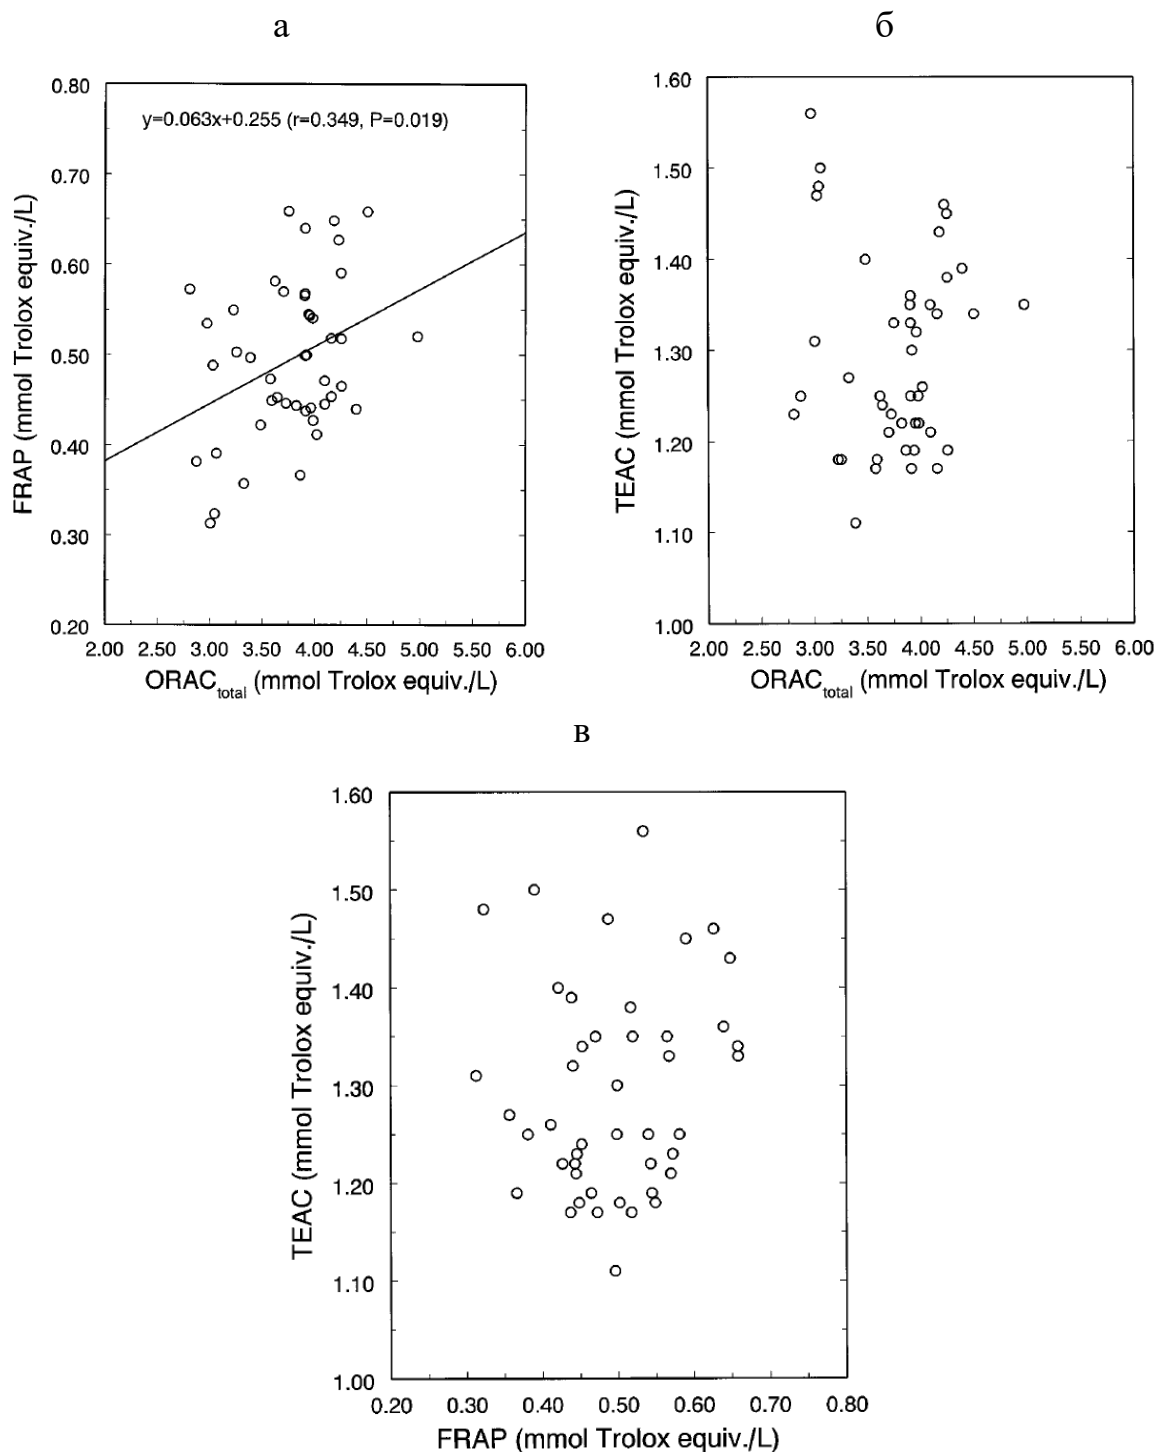 а
б
0.80
0.70
0.60
0.50
0.40
0.30
0.20
FRAP (mmol Trolox equiv./L)
y=0.063x+0.255 (r=0.349, P=0.019)
2.00 2.50 3.00 3.50 4.00 4.50 5.00 5.50 6.00
ORACtotal (mmol Trolox equiv./L)
1.60
1.50
1.40
1.30
1.20
1.10
1.00
TEAC (mmol Trolox equiv./L)
2.00 2.50 3.00 3.50 4.00 4.50 5.00 5.50 6.00
ORACtotal (mmol Trolox equiv./L)
в
1.60
1.50
1.40
1.30
1.20
1.10
1.00
TEAC (mmol Trolox equiv./L)
0.20 0.30 0.40 0.50 0.60 0.70 0.80
FRAP (mmol Trolox equiv./L)